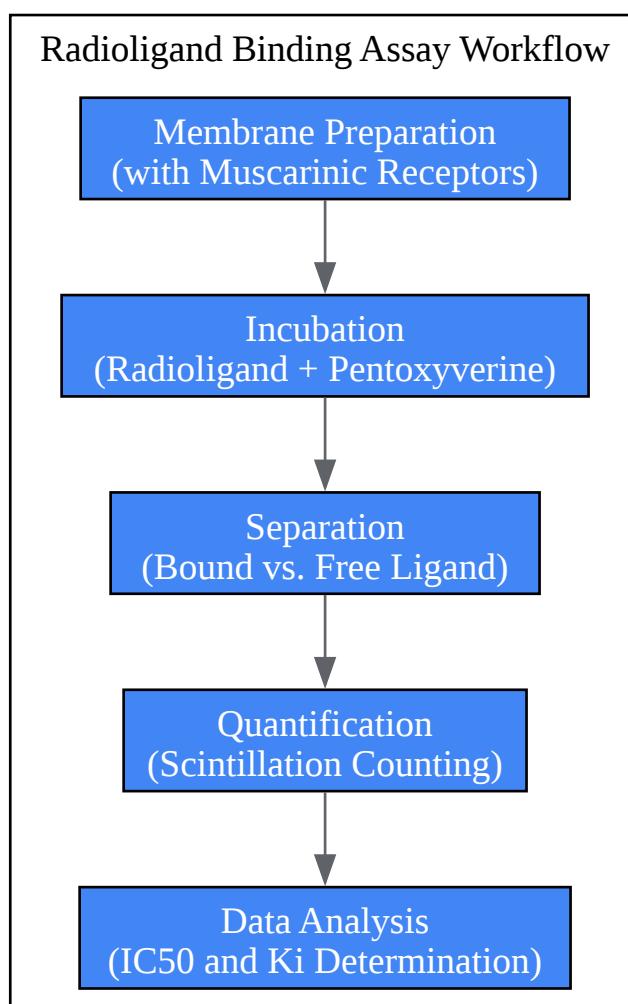 Radioligand Binding Assay Workflow
Membrane Preparation
(with Muscarinic Receptors)
Incubation
(Radioligand + Pentoxyverine)
Separation
(Bound vs. Free Ligand)
Quantification
(Scintillation Counting)
Data Analysis
(IC50 and Ki Determination)